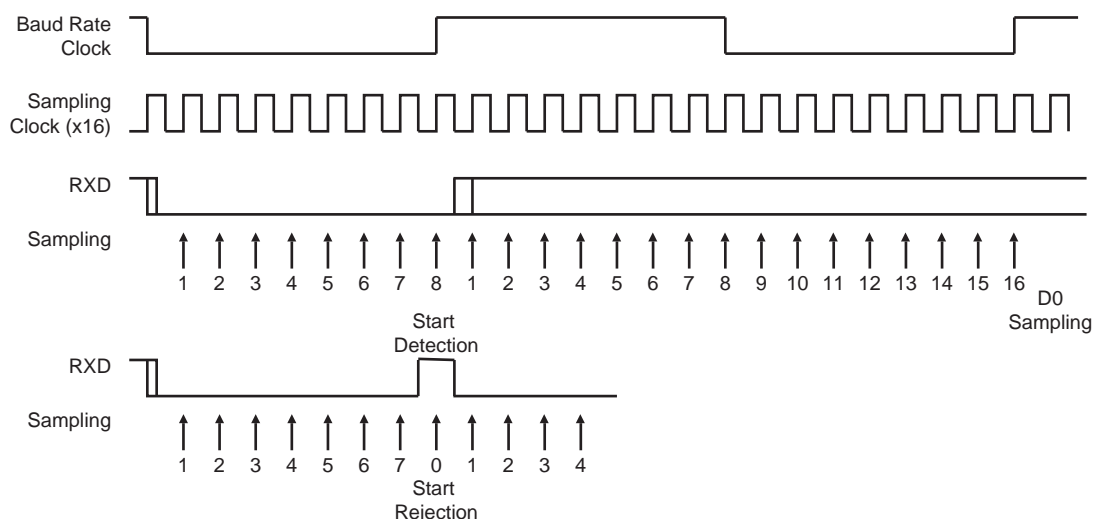 Baud Rate
Clock
Sampling
Clock (x16)
RXD
Sampling
1 2 3 4 5 6 7 8 1 2 3 4 5 6 7 8 9 10 11 12 13 14 15 16
D0
Sampling
Start
Detection
RXD
Sampling
1 2 3 4 5 6 7 0 1 2 3 4
Start
Rejection